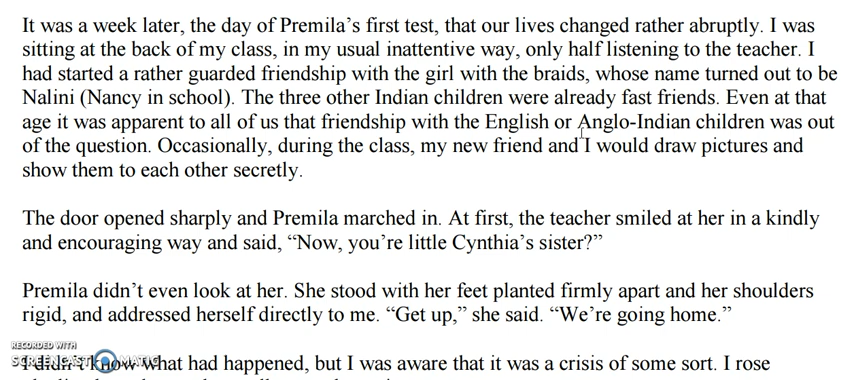 It was a week later, the day of Premila’s first test, that our lives changed rather abruptly. I was
sitting at the back of my class, in my usual inattentive way, only half listening to the teacher. I
had started a rather guarded friendship with the girl with the braids, whose name turned out to be
Nalini (Nancy in school). The three other Indian children were already fast friends. Even at that
age it was apparent to all of us that friendship with the English or Anglo-Indian children was out
of the question. Occasionally, during the class, my new friend and I would draw pictures and
show them to each other secretly.
The door opened sharply and Premila marched in. At first, the teacher smiled at her in a kindly
and encouraging way and said, “Now, you’re little Cynthia’s sister?”
Premila didn’t even look at her. She stood with her feet planted firmly apart and her shoulders
rigid, and addressed herself directly to me. “Get up,” she said. “We’re going home.”
RECORDED WITH
SCREENCAST MATIC
I didn’t know what had happened, but I was aware that it was a crisis of some sort. I rose